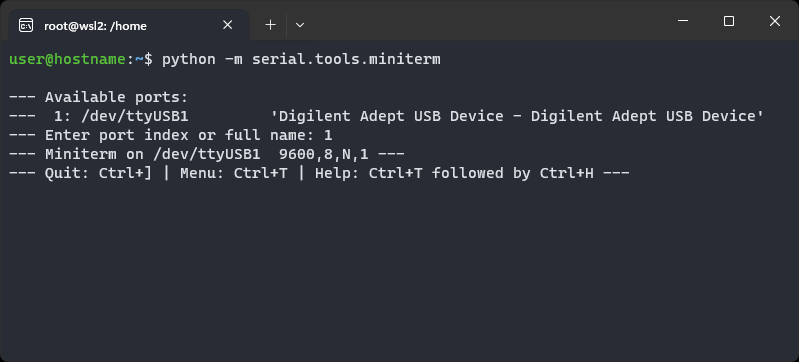 root@wsl2: /home
user@hostname:~$ python -m serial.tools.miniterm
--- Available ports:
---  1: /dev/ttyUSB1         'Digilent Adept USB Device - Digilent Adept USB Device'
--- Enter port index or full name: 1
--- Miniterm on /dev/ttyUSB1  9600,8,N,1 ---
--- Quit: Ctrl+] | Menu: Ctrl+T | Help: Ctrl+T followed by Ctrl+H ---